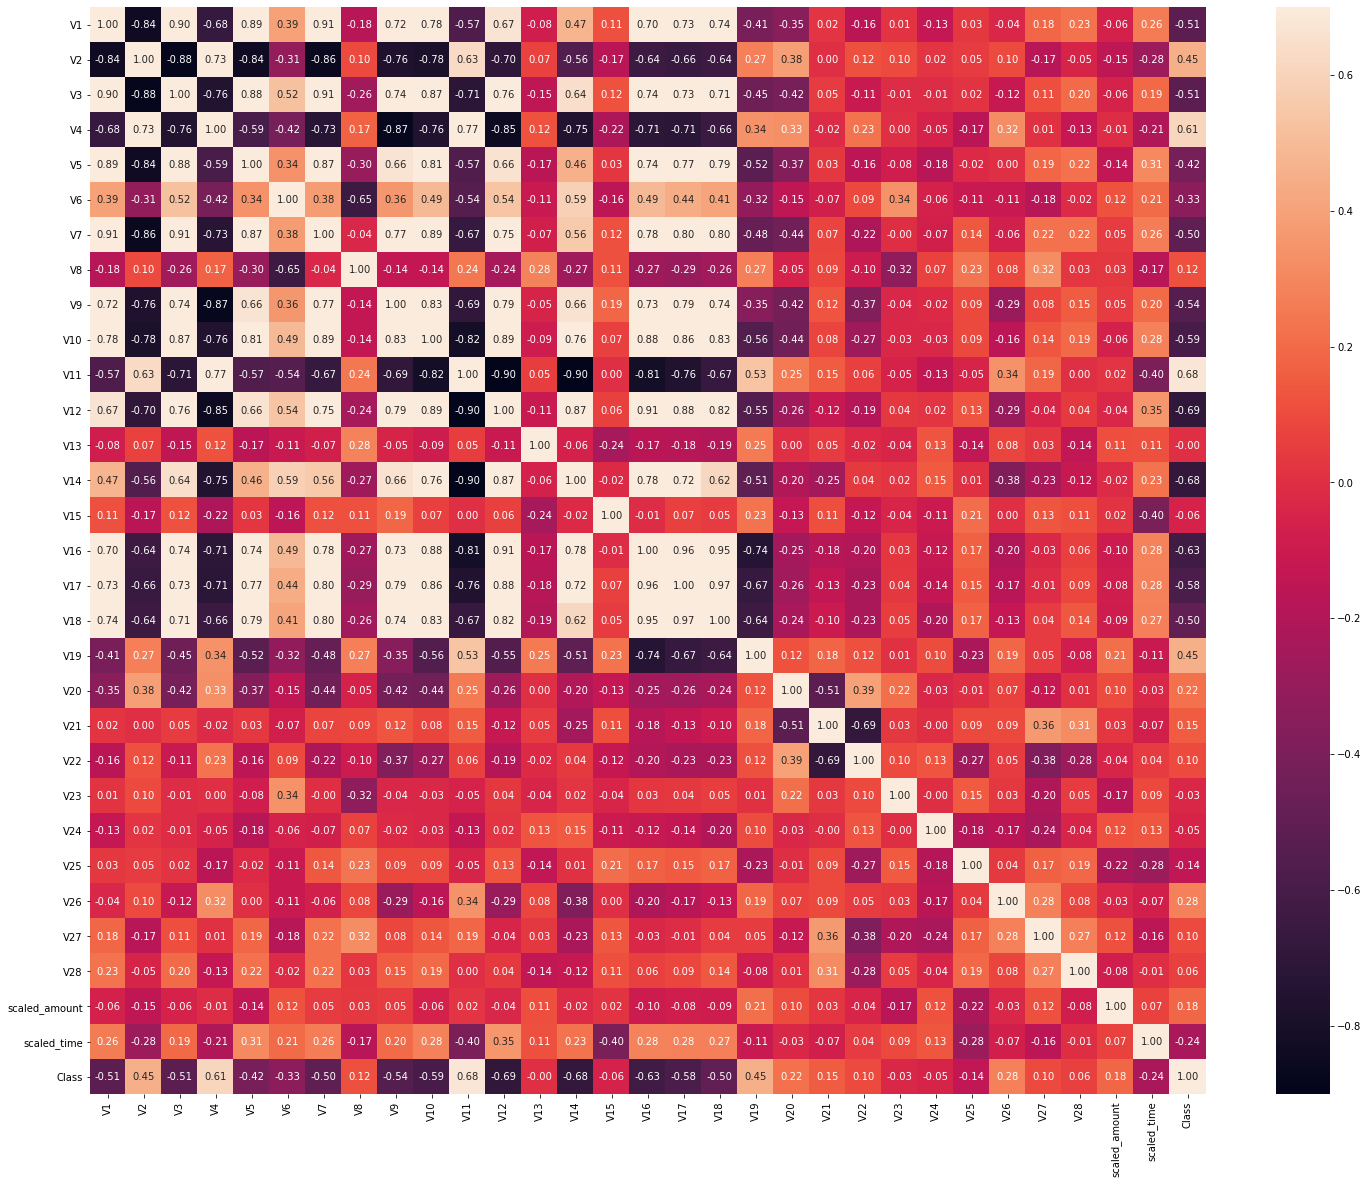 V1 1.00 -0.84 0.90 -0.68 0.89 0.39 0.91 -0.18 0.72 0.78 -0.57 0.67 -0.08 0.47 0.11 0.70 0.73 0.74 -0.41 -0.35 0.02 -0.16 0.01 -0.13 0.03 -0.04 0.18 0.23 -0.06 0.26 -0.51
V2 -0.84 1.00 -0.88 0.73 -0.84 -0.31 -0.86 0.10 -0.76 -0.78 0.63 -0.70 0.07 -0.56 -0.17 -0.64 -0.66 -0.64 0.27 0.38 0.00 0.12 0.10 0.02 0.05 0.10 -0.17 -0.05 -0.15 -0.28 0.45
V3 0.90 -0.88 1.00 -0.76 0.88 0.52 0.91 -0.26 0.74 0.87 -0.71 0.76 -0.15 0.64 0.12 0.74 0.73 0.71 -0.45 -0.42 0.05 -0.11 -0.01 -0.01 0.02 -0.12 0.11 0.20 -0.06 0.19 -0.51
V4 -0.68 0.73 -0.76 1.00 -0.59 -0.42 -0.73 0.17 -0.87 -0.76 0.77 -0.85 0.12 -0.75 -0.22 -0.71 -0.71 -0.66 0.34 0.33 -0.02 0.23 0.00 -0.05 -0.17 0.32 0.01 -0.13 -0.01 -0.21 0.61
V5 0.89 -0.84 0.88 -0.59 1.00 0.34 0.87 -0.30 0.66 0.81 -0.57 0.66 -0.17 0.46 0.03 0.74 0.77 0.79 -0.52 -0.37 0.03 -0.16 -0.08 -0.18 -0.02 0.00 0.19 0.22 -0.14 0.31 -0.42
V6 0.39 -0.31 0.52 -0.42 0.34 1.00 0.38 -0.65 0.36 0.49 -0.54 0.54 -0.11 0.59 -0.16 0.49 0.44 0.41 -0.32 -0.15 -0.07 0.09 0.34 -0.06 -0.11 -0.11 -0.18 -0.02 0.12 0.21 -0.33
V7 0.91 -0.86 0.91 -0.73 0.87 0.38 1.00 -0.04 0.77 0.89 -0.67 0.75 -0.07 0.56 0.12 0.78 0.80 0.80 -0.48 -0.44 0.07 -0.22 -0.00 -0.07 0.14 -0.06 0.22 0.22 0.05 0.26 -0.50
V8 -0.18 0.10 -0.26 0.17 -0.30 -0.65 -0.04 1.00 -0.14 -0.14 0.24 -0.24 0.28 -0.27 0.11 -0.27 -0.29 -0.26 0.27 -0.05 0.09 -0.10 -0.32 0.07 0.23 0.08 0.32 0.03 0.03 -0.17 0.12
V9 0.72 -0.76 0.74 -0.87 0.66 0.36 0.77 -0.14 1.00 0.83 -0.69 0.79 -0.05 0.66 0.19 0.73 0.79 0.74 -0.35 -0.42 0.12 -0.37 -0.04 -0.02 0.09 -0.29 0.08 0.15 0.05 0.20 -0.54
V10 0.78 -0.78 0.87 -0.76 0.81 0.49 0.89 -0.14 0.83 1.00 -0.82 0.89 -0.09 0.76 0.07 0.88 0.86 0.83 -0.56 -0.44 0.08 -0.27 -0.03 -0.03 0.09 -0.16 0.14 0.19 -0.06 0.28 -0.59
V11 -0.57 0.63 -0.71 0.77 -0.57 -0.54 -0.67 0.24 -0.69 -0.82 1.00 -0.90 0.05 -0.90 0.00 -0.81 -0.76 -0.67 0.53 0.25 0.15 0.06 -0.05 -0.13 -0.05 0.34 0.19 0.00 0.02 -0.40 0.68
V12 0.67 -0.70 0.76 -0.85 0.66 0.54 0.75 -0.24 0.79 0.89 -0.90 1.00 -0.11 0.87 0.06 0.91 0.88 0.82 -0.55 -0.26 -0.12 -0.19 0.04 0.02 0.13 -0.29 -0.04 0.04 -0.04 0.35 -0.69
V13 -0.08 0.07 -0.15 0.12 -0.17 -0.11 -0.07 0.28 -0.05 -0.09 0.05 -0.11 1.00 -0.06 -0.24 -0.17 -0.18 -0.19 0.25 0.00 0.05 -0.02 -0.04 0.13 -0.14 0.08 0.03 -0.14 0.11 0.11 -0.00
V14 0.47 -0.56 0.64 -0.75 0.46 0.59 0.56 -0.27 0.66 0.76 -0.90 0.87 -0.06 1.00 -0.02 0.78 0.72 0.62 -0.51 -0.20 -0.25 0.04 0.02 0.15 0.01 -0.38 -0.23 -0.12 -0.02 0.23 -0.68
V15 0.11 -0.17 0.12 -0.22 0.03 -0.16 0.12 0.11 0.19 0.07 0.00 0.06 -0.24 -0.02 1.00 -0.01 0.07 0.05 0.23 -0.13 0.11 -0.12 -0.04 -0.11 0.21 0.00 0.13 0.11 0.02 -0.40 -0.06
V16 0.70 -0.64 0.74 -0.71 0.74 0.49 0.78 -0.27 0.73 0.88 -0.81 0.91 -0.17 0.78 -0.01 1.00 0.96 0.95 -0.74 -0.25 -0.18 -0.20 0.03 -0.12 0.17 -0.20 -0.03 0.06 -0.10 0.28 -0.63
V17 0.73 -0.66 0.73 -0.71 0.77 0.44 0.80 -0.29 0.79 0.86 -0.76 0.88 -0.18 0.72 0.07 0.96 1.00 0.97 -0.67 -0.26 -0.13 -0.23 0.04 -0.14 0.15 -0.17 -0.01 0.09 -0.08 0.28 -0.58
V18 0.74 -0.64 0.71 -0.66 0.79 0.41 0.80 -0.26 0.74 0.83 -0.67 0.82 -0.19 0.62 0.05 0.95 0.97 1.00 -0.64 -0.24 -0.10 -0.23 0.05 -0.20 0.17 -0.13 0.04 0.14 -0.09 0.27 -0.50
V19 -0.41 0.27 -0.45 0.34 -0.52 -0.32 -0.48 0.27 -0.35 -0.56 0.53 -0.55 0.25 -0.51 0.23 -0.74 -0.67 -0.64 1.00 0.12 0.18 0.12 0.01 0.10 -0.23 0.19 0.05 -0.08 0.21 -0.11 0.45
V20 -0.35 0.38 -0.42 0.33 -0.37 -0.15 -0.44 -0.05 -0.42 -0.44 0.25 -0.26 0.00 -0.20 -0.13 -0.25 -0.26 -0.24 0.12 1.00 -0.51 0.39 0.22 -0.03 -0.01 0.07 -0.12 0.01 0.10 -0.03 0.22
V21 0.02 0.00 0.05 -0.02 0.03 -0.07 0.07 0.09 0.12 0.08 0.15 -0.12 0.05 -0.25 0.11 -0.18 -0.13 -0.10 0.18 -0.51 1.00 -0.69 0.03 -0.00 0.09 0.09 0.36 0.31 0.03 -0.07 0.15
V22 -0.16 0.12 -0.11 0.23 -0.16 0.09 -0.22 -0.10 -0.37 -0.27 0.06 -0.19 -0.02 0.04 -0.12 -0.20 -0.23 -0.23 0.12 0.39 -0.69 1.00 0.10 0.13 -0.27 0.05 -0.38 -0.28 -0.04 0.04 0.10
V23 0.01 0.10 -0.01 0.00 -0.08 0.34 -0.00 -0.32 -0.04 -0.03 -0.05 0.04 -0.04 0.02 -0.04 0.03 0.04 0.05 0.01 0.22 0.03 0.10 1.00 -0.00 0.15 0.03 -0.20 0.05 -0.17 0.09 -0.03
V24 -0.13 0.02 -0.01 -0.05 -0.18 -0.06 -0.07 0.07 -0.02 -0.03 -0.13 0.02 0.13 0.15 -0.11 -0.12 -0.14 -0.20 0.10 -0.03 -0.00 0.13 -0.00 1.00 -0.18 -0.17 -0.24 -0.04 0.12 0.13 -0.05
V25 0.03 0.05 0.02 -0.17 -0.02 -0.11 0.14 0.23 0.09 0.09 -0.05 0.13 -0.14 0.01 0.21 0.17 0.15 0.17 -0.23 -0.01 0.09 -0.27 0.15 -0.18 1.00 0.04 0.17 0.19 -0.22 -0.28 -0.14
V26 -0.04 0.10 -0.12 0.32 0.00 -0.11 -0.06 0.08 -0.29 -0.16 0.34 -0.29 0.08 -0.38 0.00 -0.20 -0.17 -0.13 0.19 0.07 0.09 0.05 0.03 -0.17 0.04 1.00 0.28 0.08 -0.03 -0.07 0.28
V27 0.18 -0.17 0.11 0.01 0.19 -0.18 0.22 0.32 0.08 0.14 0.19 -0.04 0.03 -0.23 0.13 -0.03 -0.01 0.04 0.05 -0.12 0.36 -0.38 -0.20 -0.24 0.17 0.28 1.00 0.27 0.12 -0.16 0.10
V28 0.23 -0.05 0.20 -0.13 0.22 -0.02 0.22 0.03 0.15 0.19 0.00 0.04 -0.14 -0.12 0.11 0.06 0.09 0.14 -0.08 0.01 0.31 -0.28 0.05 -0.04 0.19 0.08 0.27 1.00 -0.08 -0.01 0.06
scaled_amount -0.06 -0.15 -0.06 -0.01 -0.14 0.12 0.05 0.03 0.05 -0.06 0.02 -0.04 0.11 -0.02 0.02 -0.10 -0.08 -0.09 0.21 0.10 0.03 -0.04 -0.17 0.12 -0.22 -0.03 0.12 -0.08 1.00 0.07 0.18
scaled_time 0.26 -0.28 0.19 -0.21 0.31 0.21 0.26 -0.17 0.20 0.28 -0.40 0.35 0.11 0.23 -0.40 0.28 0.28 0.27 -0.11 -0.03 -0.07 0.04 0.09 0.13 -0.28 -0.07 -0.16 -0.01 0.07 1.00 -0.24
Class -0.51 0.45 -0.51 0.61 -0.42 -0.33 -0.50 0.12 -0.54 -0.59 0.68 -0.69 -0.00 -0.68 -0.06 -0.63 -0.58 -0.50 0.45 0.22 0.15 0.10 -0.03 -0.05 -0.14 0.28 0.10 0.06 0.18 -0.24 1.00
V1 V2 V3 V4 V5 V6 V7 V8 V9 V10 V11 V12 V13 V14 V15 V16 V17 V18 V19 V20 V21 V22 V23 V24 V25 V26 V27 V28 scaled_amount scaled_time Class
0.6
0.4
0.2
0.0
−0.2
−0.4
−0.6
−0.8